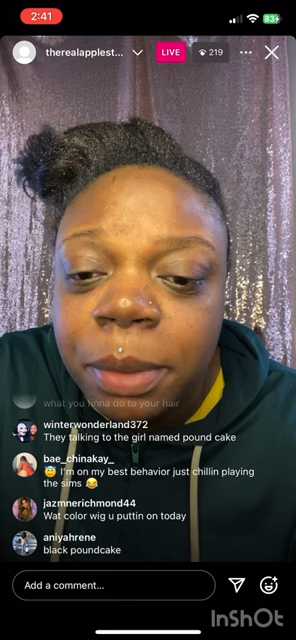 2:41
83
therealapplest...
LIVE
219
what you finna do to your hair
winterwonderland372
They talking to the girl named pound cake
bae_chinakay_
😇 I'm on my best behavior just chillin playing
the sims 😂
jazmnerichmond44
Wat color wig u puttin on today
aniyahrene
black poundcake
Add a comment...
InShOt